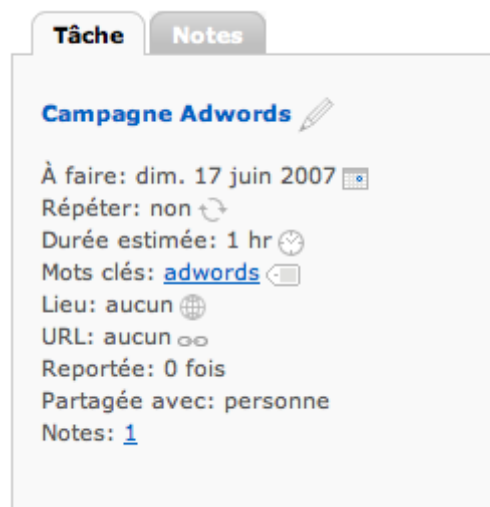 Tâche Notes
Campagne Adwords
À faire: dim. 17 juin 2007
Répéter: non
Durée estimée: 1 hr
Mots clés: adwords
Lieu: aucun
URL: aucun
Reportée: 0 fois
Partagée avec: personne
Notes: 1